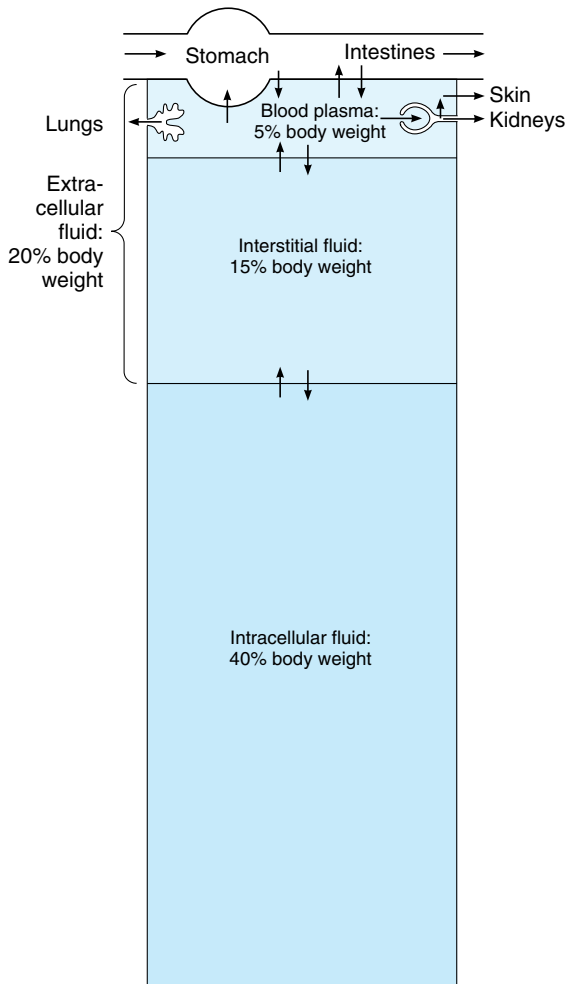 Stomach
Intestines
Skin
Kidneys
Lungs
Blood plasma:
5% body weight
Extra-
cellular
fluid:
20% body
weight
Interstitial fluid:
15% body weight
Intracellular fluid:
40% body weight